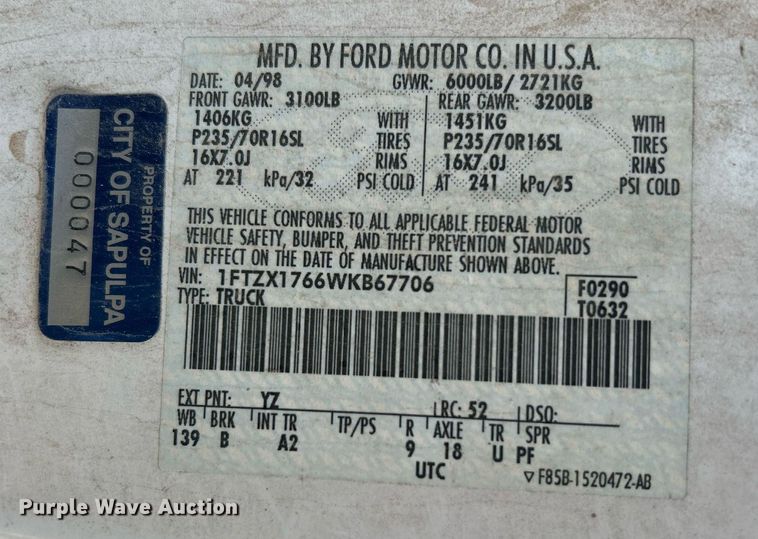 MFD. BY FORD MOTOR CO. IN U.S.A.
DATE: 04/98 GVWR: 6000LB/ 2721KG
FRONT GAWR: 3100LB REAR GAWR: 3200LB
1406KG WITH 1451KG WITH
P235/70R16SL TIRES P235/70R16SL TIRES
16X7.0J RIMS 16X7.0J RIMS
AT 221 kPa/32 PSI COLD AT 241 kPa/35 PSI COLD
THIS VEHICLE CONFORMS TO ALL APPLICABLE FEDERAL MOTOR
VEHICLE SAFETY, BUMPER, AND THEFT PREVENTION STANDARDS
IN EFFECT ON THE DATE OF MANUFACTURE SHOWN ABOVE.
VIN: 1FTZX1766WKB67706 F0290
TYPE: TRUCK T0632
EXT PNT: YZ RC: 52 DSO:
WB BRK INT TR TP/PS R AXLE TR SPR
139 B A2 9 18 U PF
UTC ▽ F85B-1520472-AB
PROPERTY OF
CITY OF SAPULPA
0000047
Purple Wave Auction